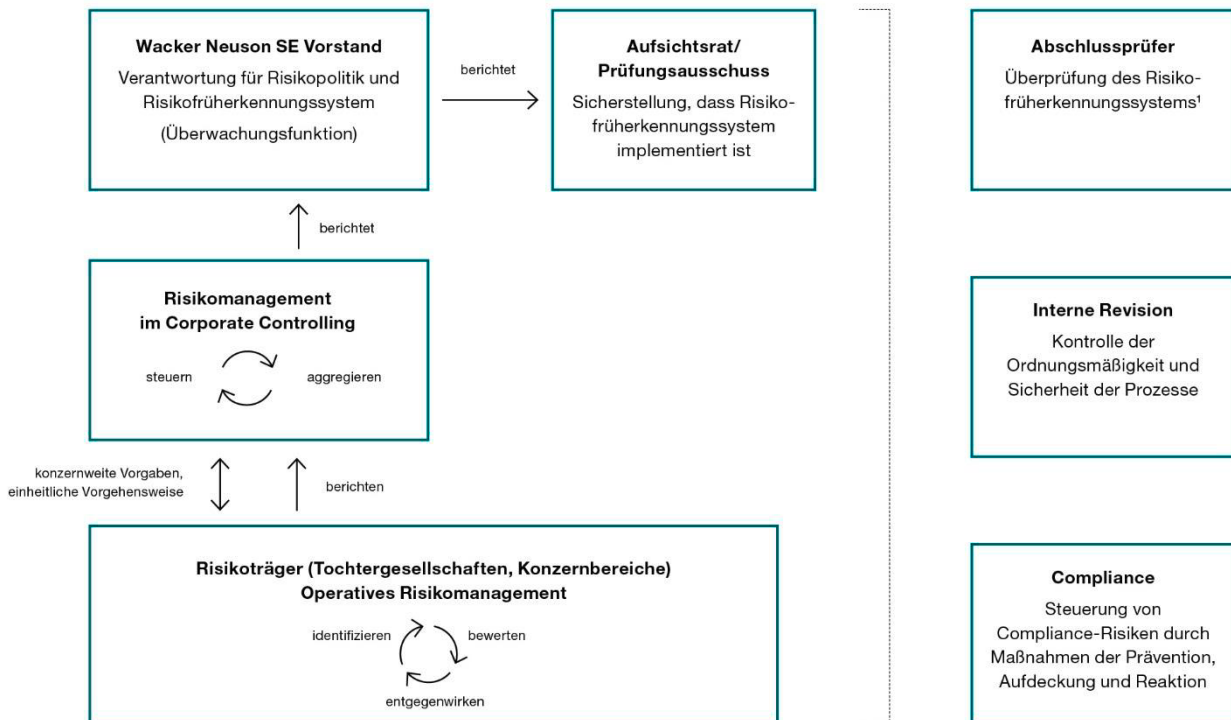 Wacker Neuson SE Vorstand
Verantwortung für Risikopolitik und
Risikofrüherkennungssystem
(Überwachungsfunktion)
berichtet
Aufsichtsrat/
Prüfungsausschuss
Sicherstellung, dass Risiko-
früherkennungssystem
implementiert ist
Abschlussprüfer
Überprüfung des Risiko-
früherkennungssystems¹
berichtet
Risikomanagement
im Corporate Controlling
steuern
aggregieren
Interne Revision
Kontrolle der
Ordnungsmäßigkeit und
Sicherheit der Prozesse
konzernweite Vorgaben,
einheitliche Vorgehensweise
berichten
Risikoträger (Tochtergesellschaften, Konzernbereiche)
Operatives Risikomanagement
identifizieren
bewerten
entgegenwirken
Compliance
Steuerung von
Compliance-Risiken durch
Maßnahmen der Prävention,
Aufdeckung und Reaktion